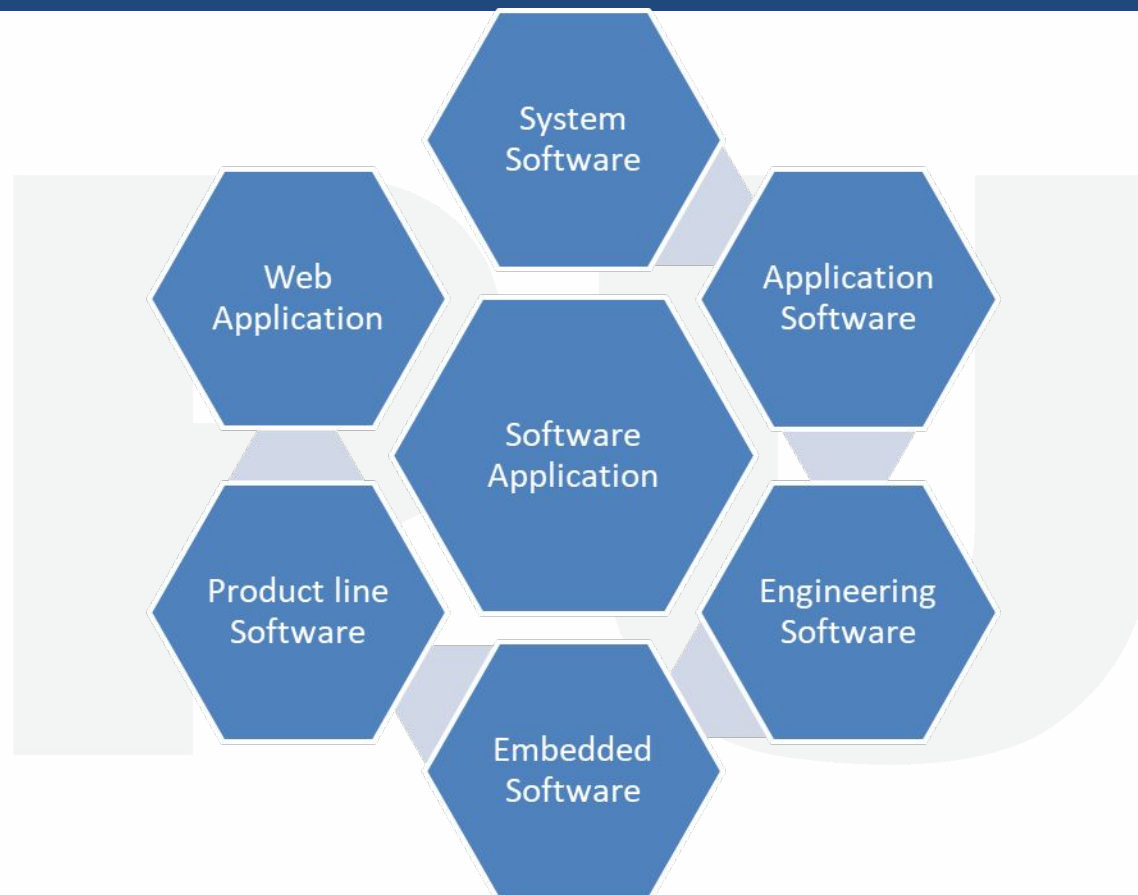 System
Software
Application
Software
Engineering
Software
Embedded
Software
Product line
Software
Web
Application
Software
Application